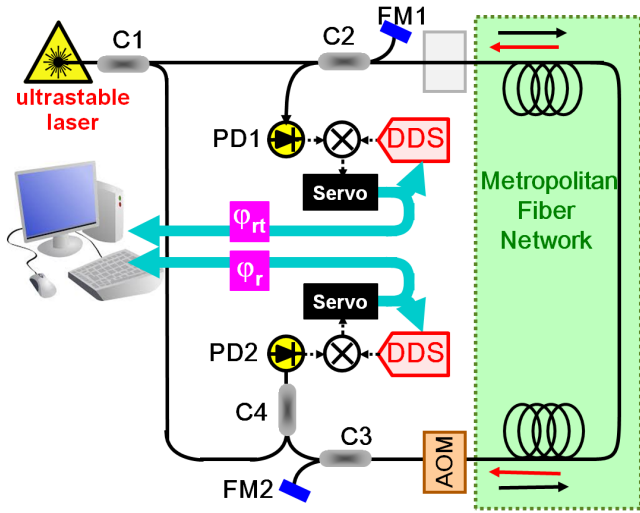 FM1
C1
C2
ultrastable
laser
PD1
DDS
Servo
Metropolitan
Fiber
Network
φrt
φr
Servo
PD2
DDS
C4
C3
AOM
FM2